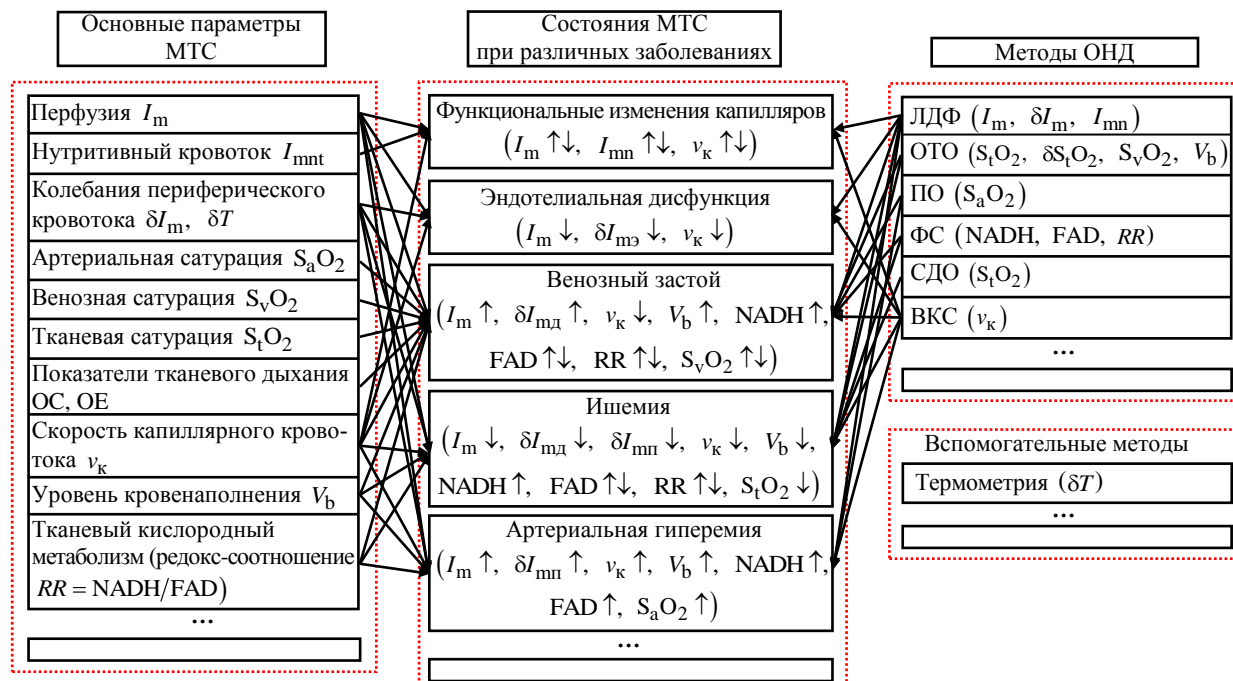 Основные параметры
МТС
Перфузия I_m
Нутритивный кровоток I_mnt
Колебания периферического
кровотока δI_m, δT
Артериальная сатурация S_aO_2
Венозная сатурация S_vO_2
Тканевая сатурация S_tO_2
Показатели тканевого дыхания
OC, OE
Скорость капиллярного крово-
тока v_к
Уровень кровенаполнения V_b
Тканевый кислородный
метаболизм (редокс-соотношение
RR = NADH/FAD)
...
Состояния МТС
при различных заболеваниях
Функциональные изменения капилляров
(I_m ↑↓, I_mn ↑↓, v_к ↑↓)
Эндотелиальная дисфункция
(I_m ↓, δI_mэ ↓, v_к ↓)
Венозный застой
(I_m ↑, δI_mд ↑, v_к ↓, V_b ↑, NADH ↑,
FAD ↑↓, RR ↑↓, S_vO_2 ↑↓)
Ишемия
(I_m ↓, δI_mд ↓, δI_mп ↓, v_к ↓, V_b ↓,
NADH ↑, FAD ↑↓, RR ↑↓, S_tO_2 ↓)
Артериальная гиперемия
(I_m ↑, δI_mп ↑, v_к ↑, V_b ↑, NADH ↑,
FAD ↑, S_aO_2 ↑)
...
Методы ОНД
ЛДФ (I_m, δI_m, I_mn)
ОТО (S_tO_2, δS_tO_2, S_vO_2, V_b)
ПО (S_aO_2)
ФС (NADH, FAD, RR)
СДО (S_tO_2)
ВКС (v_к)
...
Вспомогательные методы
Термометрия (δT)
...